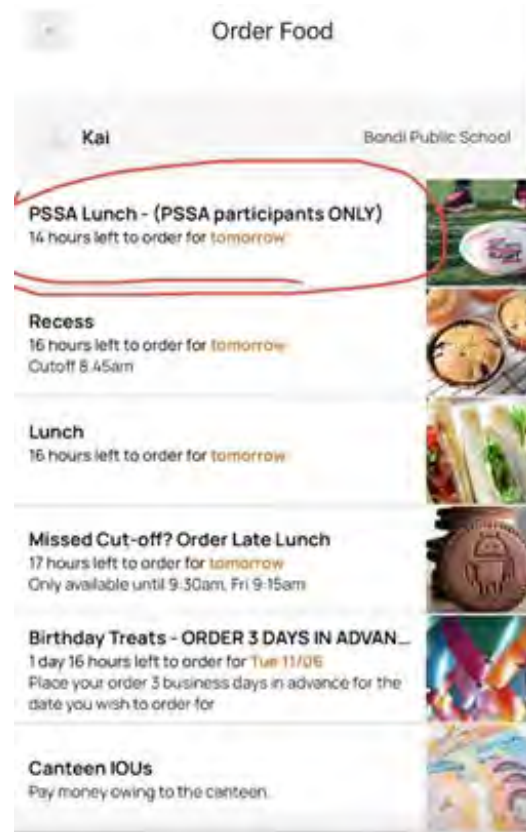 Order Food
Kai
Bondi Public School
PSSA Lunch - (PSSA participants ONLY)
14 hours left to order for tomorrow
Recess
16 hours left to order for tomorrow
Cutoff 8.45am
Lunch
16 hours left to order for tomorrow
Missed Cut-off? Order Late Lunch
17 hours left to order for tomorrow
Only available until 9:30am, Fri 9:15am
Birthday Treats - ORDER 3 DAYS IN ADVAN...
1 day 16 hours left to order for Tue 11/06
Place your order 3 business days in advance for the
date you wish to order for
Canteen IOUs
Pay money owing to the canteen.